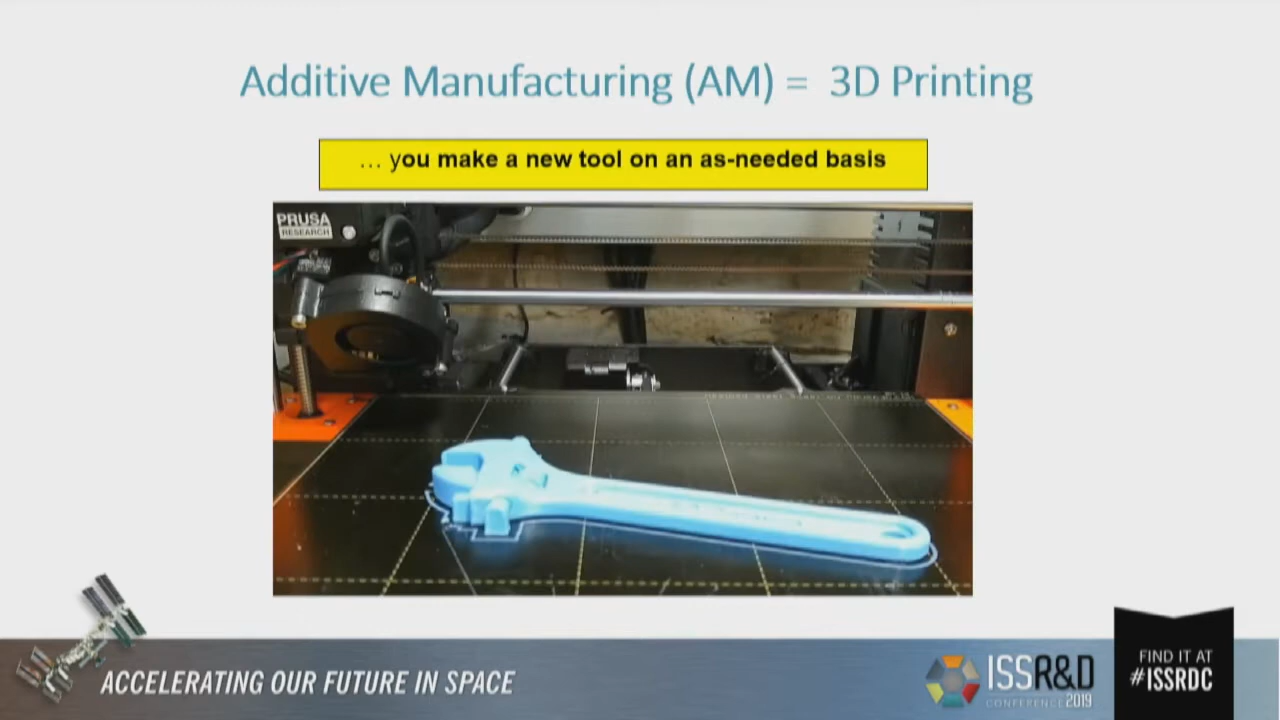 Additive Manufacturing (AM) = 3D Printing
… you make a new tool on an as-needed basis
PRUSA
RESEARCH
ACCELERATING OUR FUTURE IN SPACE
ISSR&D
CONFERENCE 2019
FIND IT AT
#ISSRDC